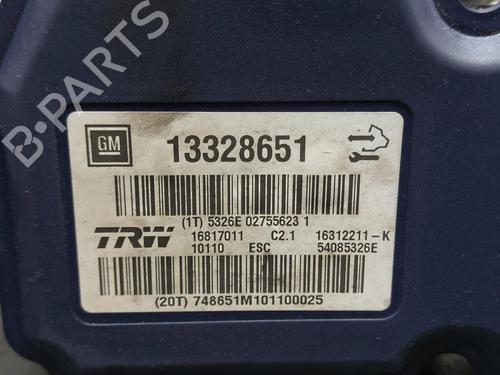 B-PARTS
GM
13328651
(1T) 5326E 02755623 1
TRW 16817011 C2.1 16312211-K
10110 ESC 54085326E
(20T) 748651M101100025